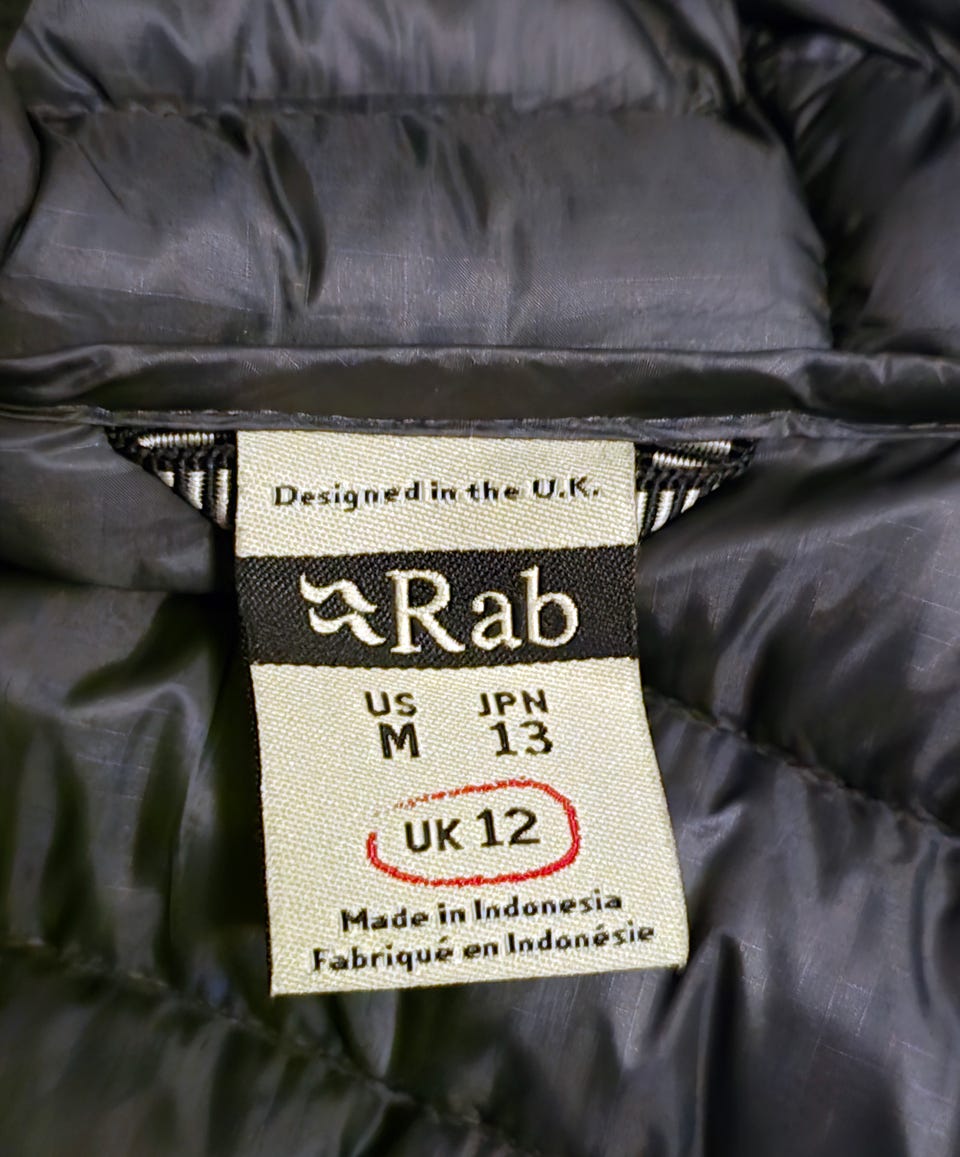 Designed in the U.K.
Rab
US JPN
M 13
UK 12
Made in Indonesia
Fabriqué en Indonésie